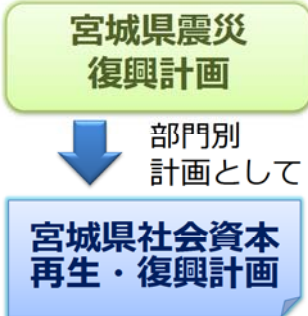 宮城県震災
復興計画
部門別
計画として
宮城県社会資本
再生・復興計画